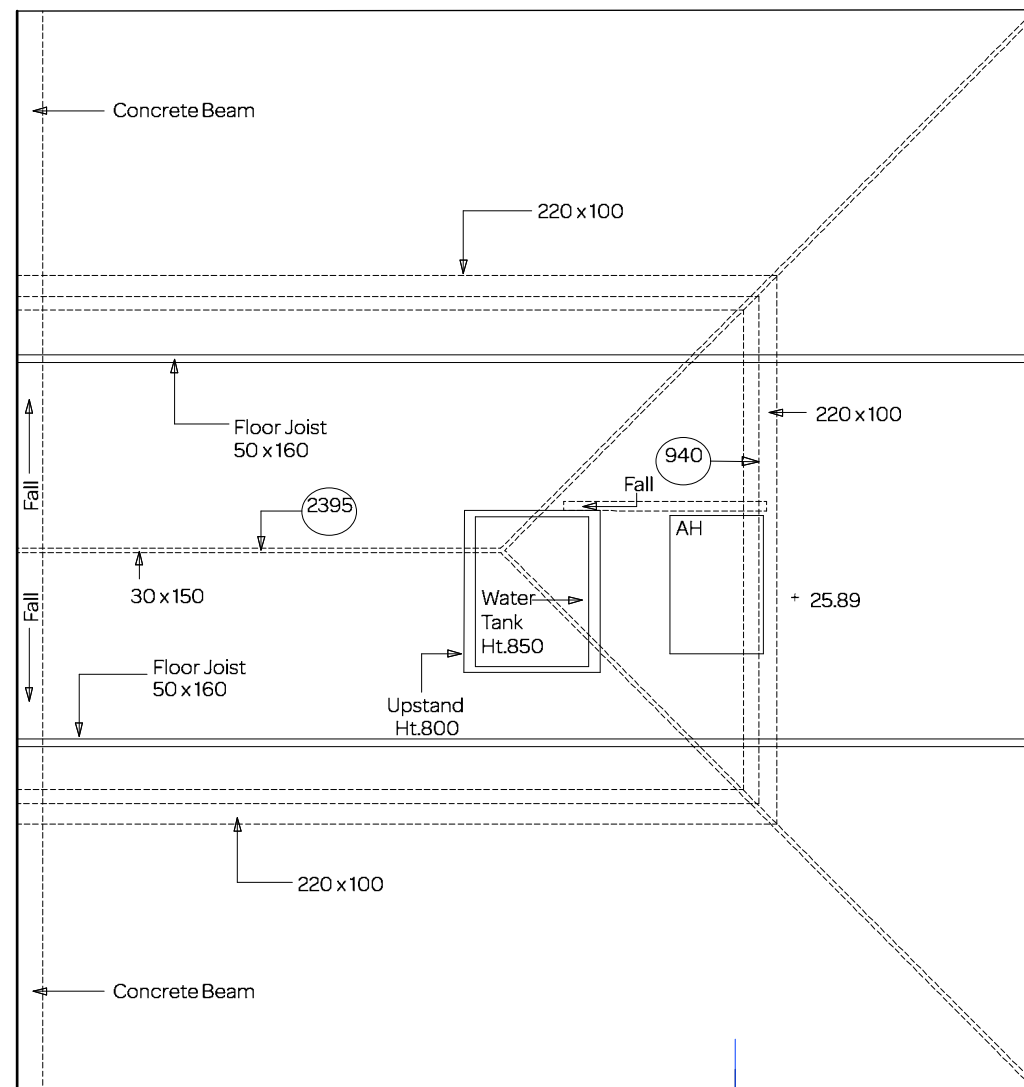 Concrete Beam
220 x 100
Floor Joist
50 x 160
220 x 100
940
Fall
Fall
2395
AH
30 x 150
Water
Tank
Ht.850
25.89
Fall
Floor Joist
50 x 160
Upstand
Ht.800
220 x 100
Concrete Beam